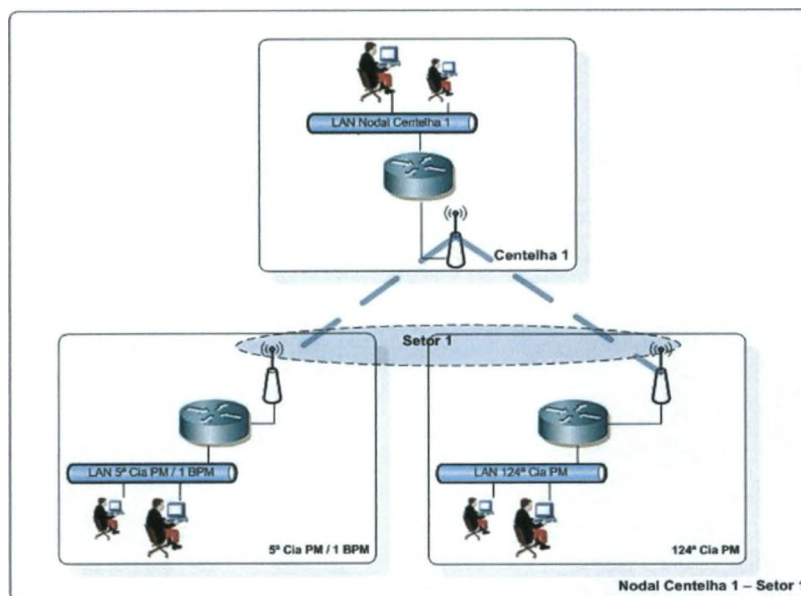 LAN Nodal Centelha 1
Centelha 1
Setor 1
LAN 5ª Cia PM / 1 BPM
5ª Cia PM / 1 BPM
LAN 124ª Cia PM
124ª Cia PM
Nodal Centelha 1 – Setor 1